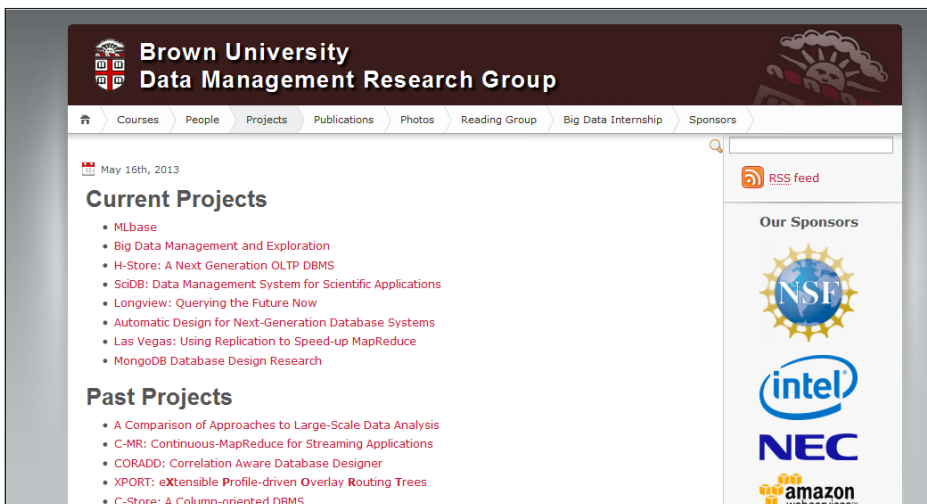 Brown University
Data Management Research Group
Courses People Projects Publications Photos Reading Group Big Data Internship Sponsors
May 16th, 2013
RSS feed
Current Projects
MLbase
Big Data Management and Exploration
H-Store: A Next Generation OLTP DBMS
SciDB: Data Management System for Scientific Applications
Longview: Querying the Future Now
Automatic Design for Next-Generation Database Systems
Las Vegas: Using Replication to Speed-up MapReduce
MongoDB Database Design Research
Past Projects
A Comparison of Approaches to Large-Scale Data Analysis
C-MR: Continuous-MapReduce for Streaming Applications
CORADD: Correlation Aware Database Designer
XPORT: eXtensible Profile-driven Overlay Routing Trees
C-Store: A Column-oriented DBMS
Our Sponsors
NSF
intel
NEC
amazon
webservices